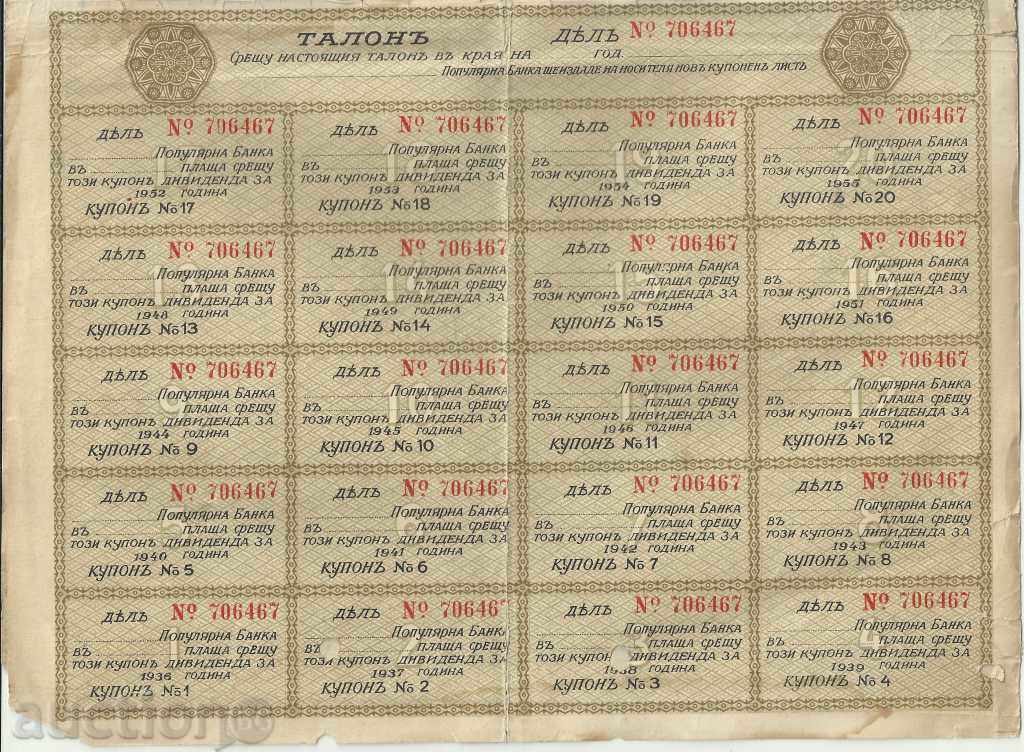 ТАЛОНЪ ДѢЛЪ № 706467
СРЕЩУ НАСТОЯЩИЯ ТАЛОНЪ ВЪ КРАЯ НА ГОД.
ПОПУЛЯРНА БАНКА ЩЕ ИЗДАДЕ НА НОСИТЕЛЯ НОВЪ КУПОНЕНЪ ЛИСТЪ
ДѢЛЪ № 706467
ПОПУЛЯРНА БАНКА
ВЪ ПЛАЩА СРЕЩУ
ТОЗИ КУПОНЪ ДИВИДЕНДА ЗА
1952 ГОДИНА
КУПОНЪ № 17
ДѢЛЪ № 706467
ПОПУЛЯРНА БАНКА
ВЪ ПЛАЩА СРЕЩУ
ТОЗИ КУПОНЪ ДИВИДЕНДА ЗА
1953 ГОДИНА
КУПОНЪ № 18
ДѢЛЪ № 706467
ПОПУЛЯРНА БАНКА
ВЪ ПЛАЩА СРЕЩУ
ТОЗИ КУПОНЪ ДИВИДЕНДА ЗА
1954 ГОДИНА
КУПОНЪ № 19
ДѢЛЪ № 706467
ПОПУЛЯРНА БАНКА
ВЪ ПЛАЩА СРЕЩУ
ТОЗИ КУПОНЪ ДИВИДЕНДА ЗА
1955 ГОДИНА
КУПОНЪ № 20
ДѢЛЪ № 706467
ПОПУЛЯРНА БАНКА
ВЪ ПЛАЩА СРЕЩУ
ТОЗИ КУПОНЪ ДИВИДЕНДА ЗА
1948 ГОДИНА
КУПОНЪ № 13
ДѢЛЪ № 706467
ПОПУЛЯРНА БАНКА
ВЪ ПЛАЩА СРЕЩУ
ТОЗИ КУПОНЪ ДИВИДЕНДА ЗА
1949 ГОДИНА
КУПОНЪ № 14
ДѢЛЪ № 706467
ПОПУЛЯРНА БАНКА
ВЪ ПЛАЩА СРЕЩУ
ТОЗИ КУПОНЪ ДИВИДЕНДА ЗА
1950 ГОДИНА
КУПОНЪ № 15
ДѢЛЪ № 706467
ПОПУЛЯРНА БАНКА
ВЪ ПЛАЩА СРЕЩУ
ТОЗИ КУПОНЪ ДИВИДЕНДА ЗА
1951 ГОДИНА
КУПОНЪ № 16
ДѢЛЪ № 706467
ПОПУЛЯРНА БАНКА
ВЪ ПЛАЩА СРЕЩУ
ТОЗИ КУПОНЪ ДИВИДЕНДА ЗА
1944 ГОДИНА
КУПОНЪ № 9
ДѢЛЪ № 706467
ПОПУЛЯРНА БАНКА
ВЪ ПЛАЩА СРЕЩУ
ТОЗИ КУПОНЪ ДИВИДЕНДА ЗА
1945 ГОДИНА
КУПОНЪ № 10
ДѢЛЪ № 706467
ПОПУЛЯРНА БАНКА
ВЪ ПЛАЩА СРЕЩУ
ТОЗИ КУПОНЪ ДИВИДЕНДА ЗА
1946 ГОДИНА
КУПОНЪ № 11
ДѢЛЪ № 706467
ПОПУЛЯРНА БАНКА
ВЪ ПЛАЩА СРЕЩУ
ТОЗИ КУПОНЪ ДИВИДЕНДА ЗА
1947 ГОДИНА
КУПОНЪ № 12
ДѢЛЪ № 706467
ПОПУЛЯРНА БАНКА
ВЪ ПЛАЩА СРЕЩУ
ТОЗИ КУПОНЪ ДИВИДЕНДА ЗА
1940 ГОДИНА
КУПОНЪ № 5
ДѢЛЪ № 706467
ПОПУЛЯРНА БАНКА
ВЪ ПЛАЩА СРЕЩУ
ТОЗИ КУПОНЪ ДИВИДЕНДА ЗА
1941 ГОДИНА
КУПОНЪ № 6
ДѢЛЪ № 706467
ПОПУЛЯРНА БАНКА
ВЪ ПЛАЩА СРЕЩУ
ТОЗИ КУПОНЪ ДИВИДЕНДА ЗА
1942 ГОДИНА
КУПОНЪ № 7
ДѢЛЪ № 706467
ПОПУЛЯРНА БАНКА
ВЪ ПЛАЩА СРЕЩУ
ТОЗИ КУПОНЪ ДИВИДЕНДА ЗА
1943 ГОДИНА
КУПОНЪ № 8
ДѢЛЪ № 706467
ПОПУЛЯРНА БАНКА
ВЪ ПЛАЩА СРЕЩУ
ТОЗИ КУПОНЪ ДИВИДЕНДА ЗА
1936 ГОДИНА
КУПОНЪ № 1
ДѢЛЪ № 706467
ПОПУЛЯРНА БАНКА
ВЪ ПЛАЩА СРЕЩУ
ТОЗИ КУПОНЪ ДИВИДЕНДА ЗА
1937 ГОДИНА
КУПОНЪ № 2
ДѢЛЪ № 706467
ПОПУЛЯРНА БАНКА
ВЪ ПЛАЩА СРЕЩУ
ТОЗИ КУПОНЪ ДИВИДЕНДА ЗА
1938 ГОДИНА
КУПОНЪ № 3
ДѢЛЪ № 706467
ПОПУЛЯРНА БАНКА
ВЪ ПЛАЩА СРЕЩУ
ТОЗИ КУПОНЪ ДИВИДЕНДА ЗА
1939 ГОДИНА
КУПОНЪ № 4
auction